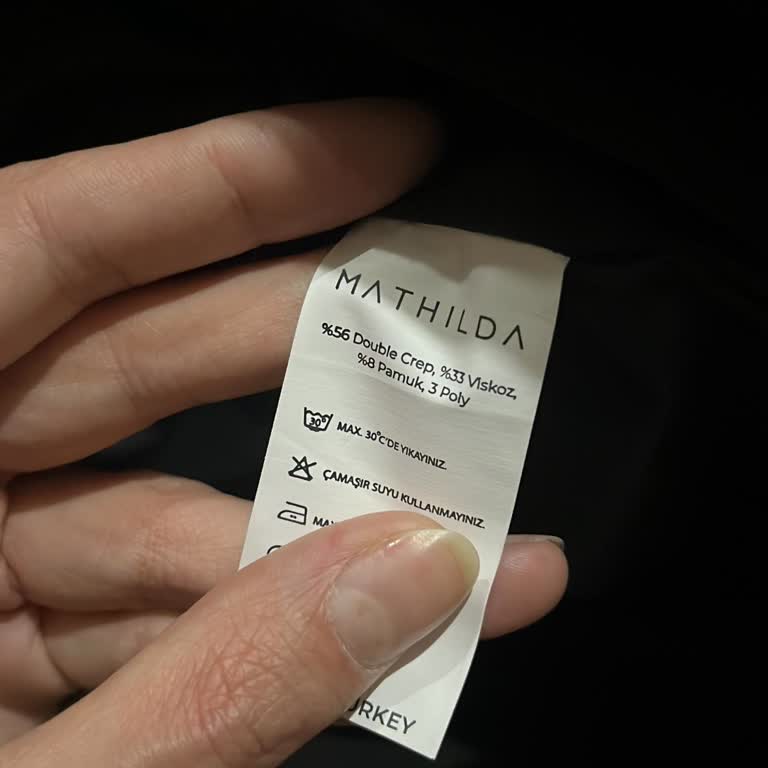 MATHILDA
%56 Double Crep, %33 Viskoz,
%8 Pamuk, 3 Poly
30°
MAX. 30°C'DE YIKAYINIZ.
ÇAMAŞIR SUYU KULLANMAYINIZ.